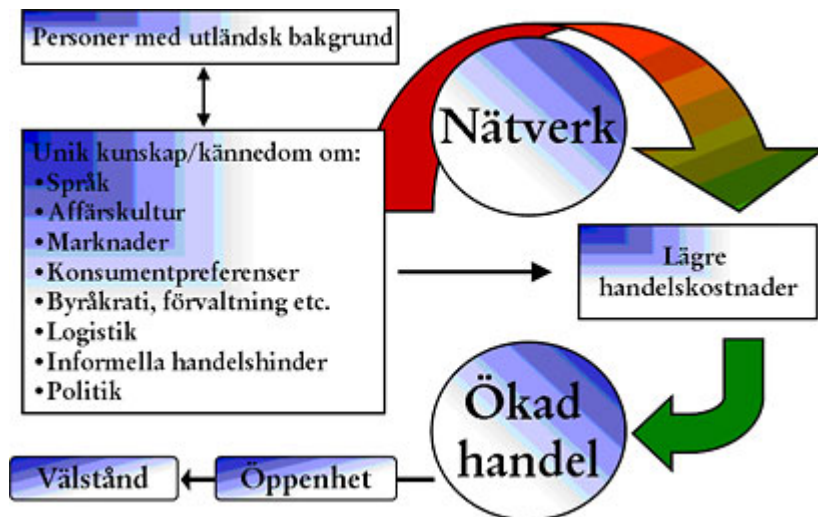 Personer med utländsk bakgrund
Nätverk
Unik kunskap/kännedom om:
•Språk
•Affärskultur
•Marknader
•Konsumentpreferenser
•Byråkrati, förvaltning etc.
•Logistik
•Informella handelshinder
•Politik
Lägre
handelskostnader
Ökad
handel
Öppenhet
Välstånd